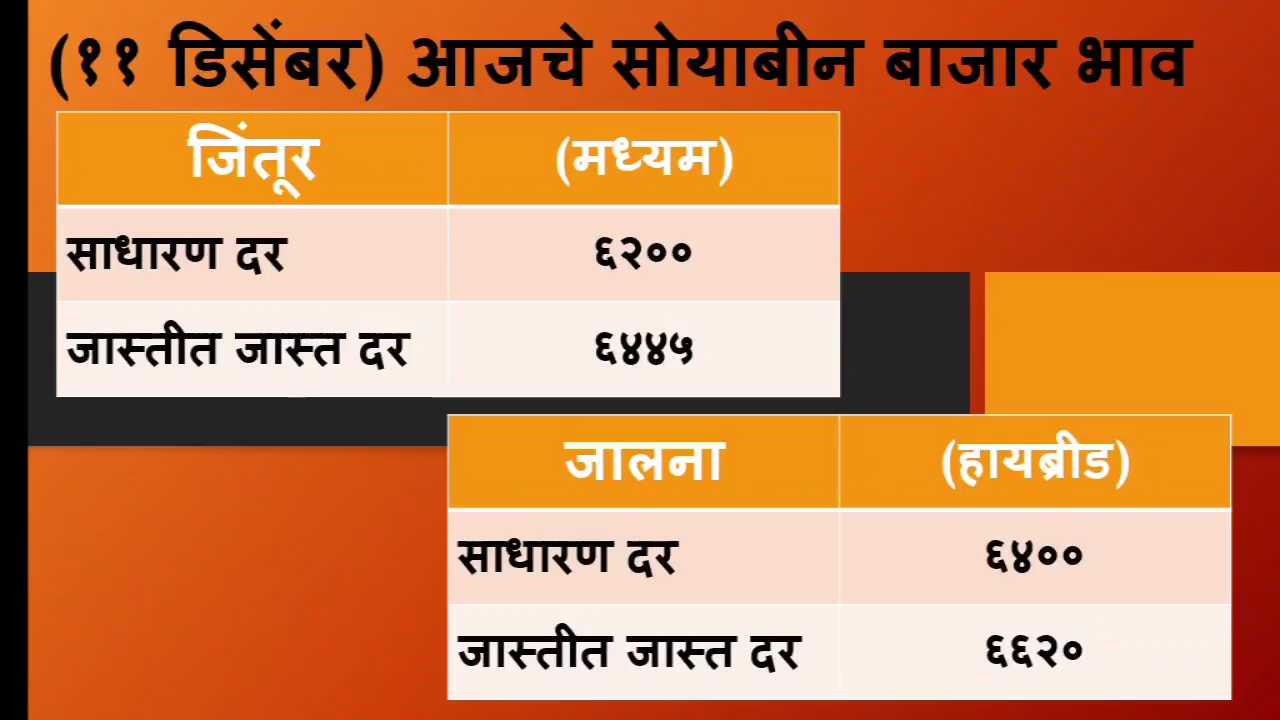 (११ डिसेंबर) आजचे सोयाबीन बाजार भाव
जिंतूर (मध्यम)
साधारण दर ६२००
जास्तीत जास्त दर ६४४५
जालना (हायब्रीड)
साधारण दर ६४००
जास्तीत जास्त दर ६६२०